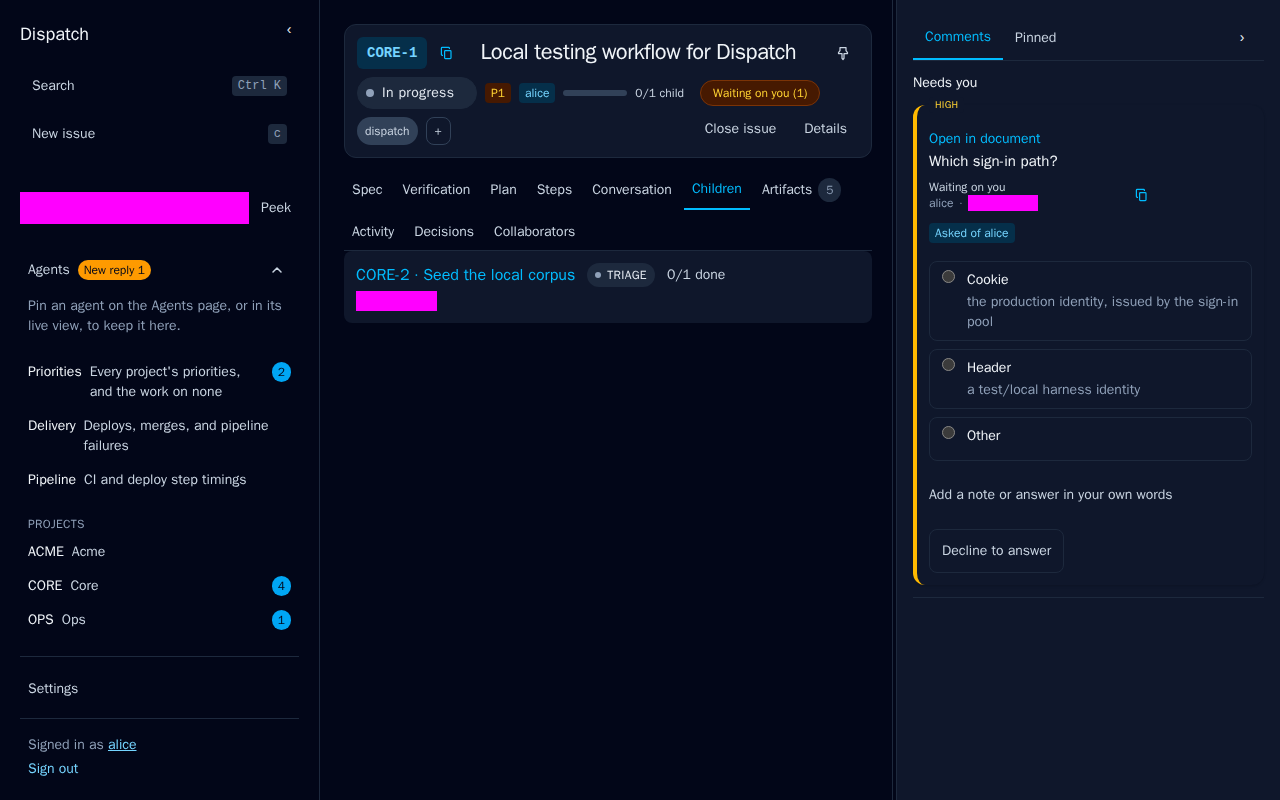 Dispatch
‹
Search
Ctrl K
New issue
C
Peek
Agents
New reply 1
Pin an agent on the Agents page, or in its
live view, to keep it here.
Priorities
Every project's priorities,
and the work on none
2
Delivery
Deploys, merges, and pipeline
failures
Pipeline
CI and deploy step timings
PROJECTS
ACME Acme
CORE Core
4
OPS Ops
1
Settings
Signed in as alice
Sign out
CORE-1
Local testing workflow for Dispatch
In progress
P1
alice
0/1 child
Waiting on you (1)
dispatch
+
Close issue
Details
Spec
Verification
Plan
Steps
Conversation
Children
Artifacts
5
Activity
Decisions
Collaborators
CORE-2 · Seed the local corpus
TRIAGE
0/1 done
Comments
Pinned
›
Needs you
HIGH
Open in document
Which sign-in path?
Waiting on you
alice ·
Asked of alice
Cookie
the production identity, issued by the sign-in
pool
Header
a test/local harness identity
Other
Add a note or answer in your own words
Decline to answer